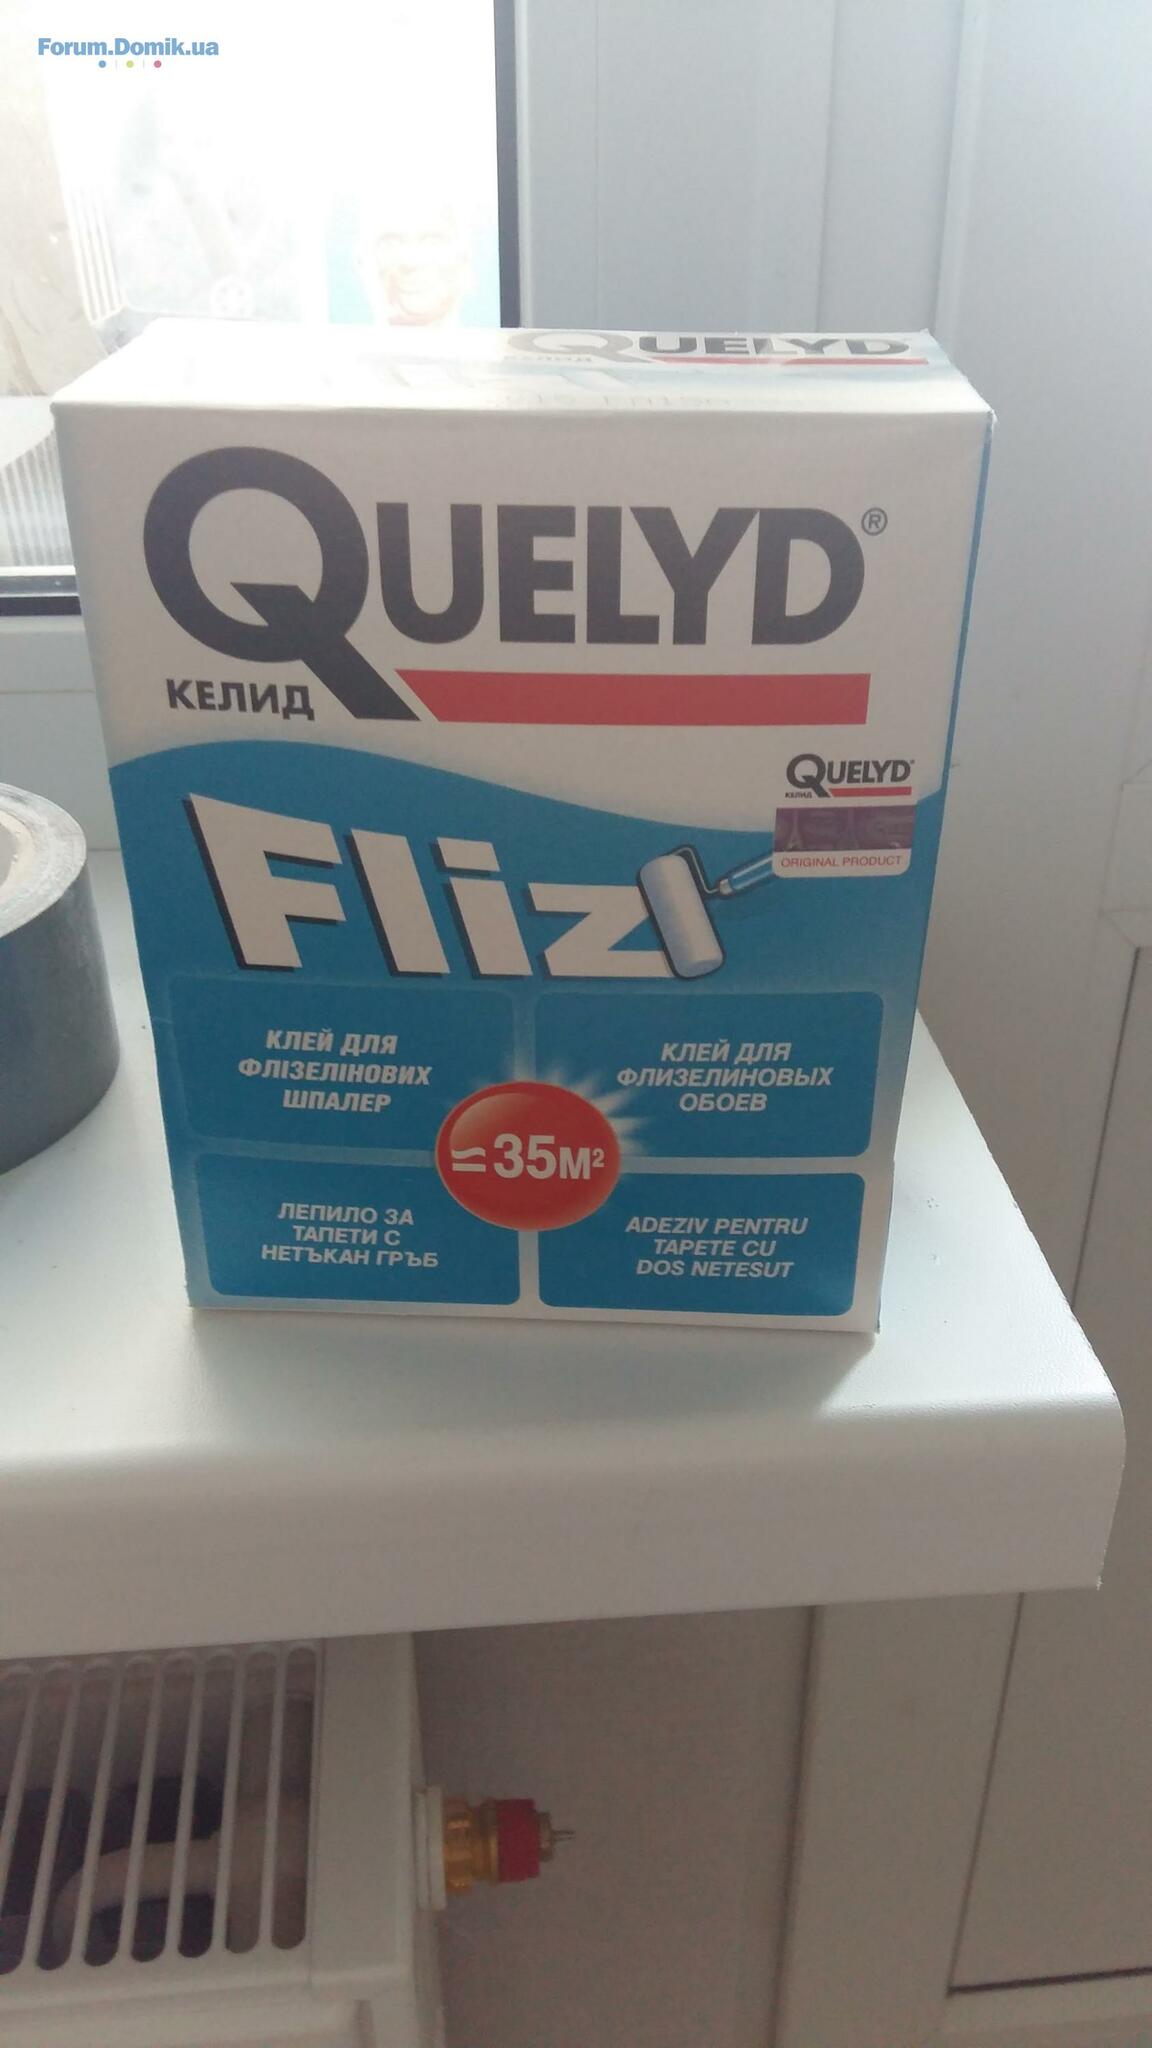 Forum.Domik.ua
QUELYD
QUELYD®
КЕЛИД
QUELYD
КЕЛИД
ORIGINAL PRODUCT
Fliz
КЛЕЙ ДЛЯ
ФЛІЗЕЛІНОВИХ
ШПАЛЕР
КЛЕЙ ДЛЯ
ФЛИЗЕЛИНОВЫХ
ОБОЕВ
≃35м²
ЛЕПИЛО ЗА
ТАПЕТИ С
НЕТЪКАН ГРЪБ
ADEZIV PENTRU
TAPETE CU
DOS NETESUT